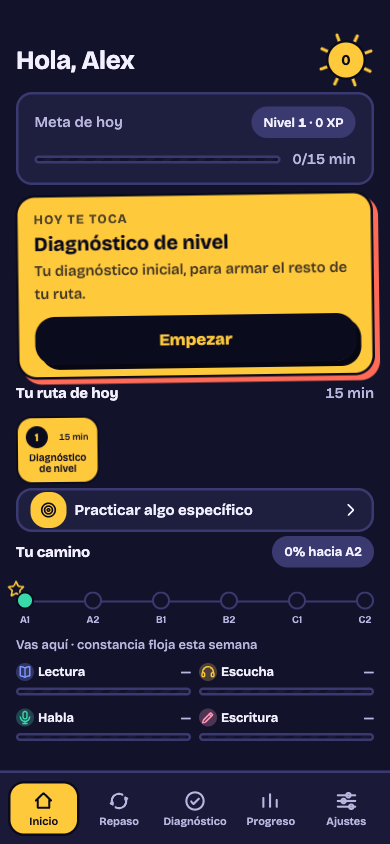 Hola, Alex
0
Meta de hoy
Nivel 1 · 0 XP
0/15 min
HOY TE TOCA
Diagnóstico de nivel
Tu diagnóstico inicial, para armar el resto de
tu ruta.
Empezar
Tu ruta de hoy
15 min
1
15 min
Diagnóstico
de nivel
Practicar algo específico
Tu camino
0% hacia A2
A1
A2
B1
B2
C1
C2
Vas aquí · constancia floja esta semana
Lectura –
Escucha –
Habla –
Escritura –
Inicio
Repaso
Diagnóstico
Progreso
Ajustes